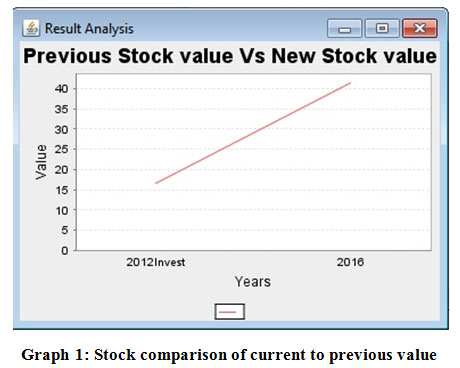 Result Analysis
Previous Stock value Vs New Stock value
Value
40
35
30
25
20
15
10
5
0
2012Invest 2016
Years
Graph 1: Stock comparison of current to previous value